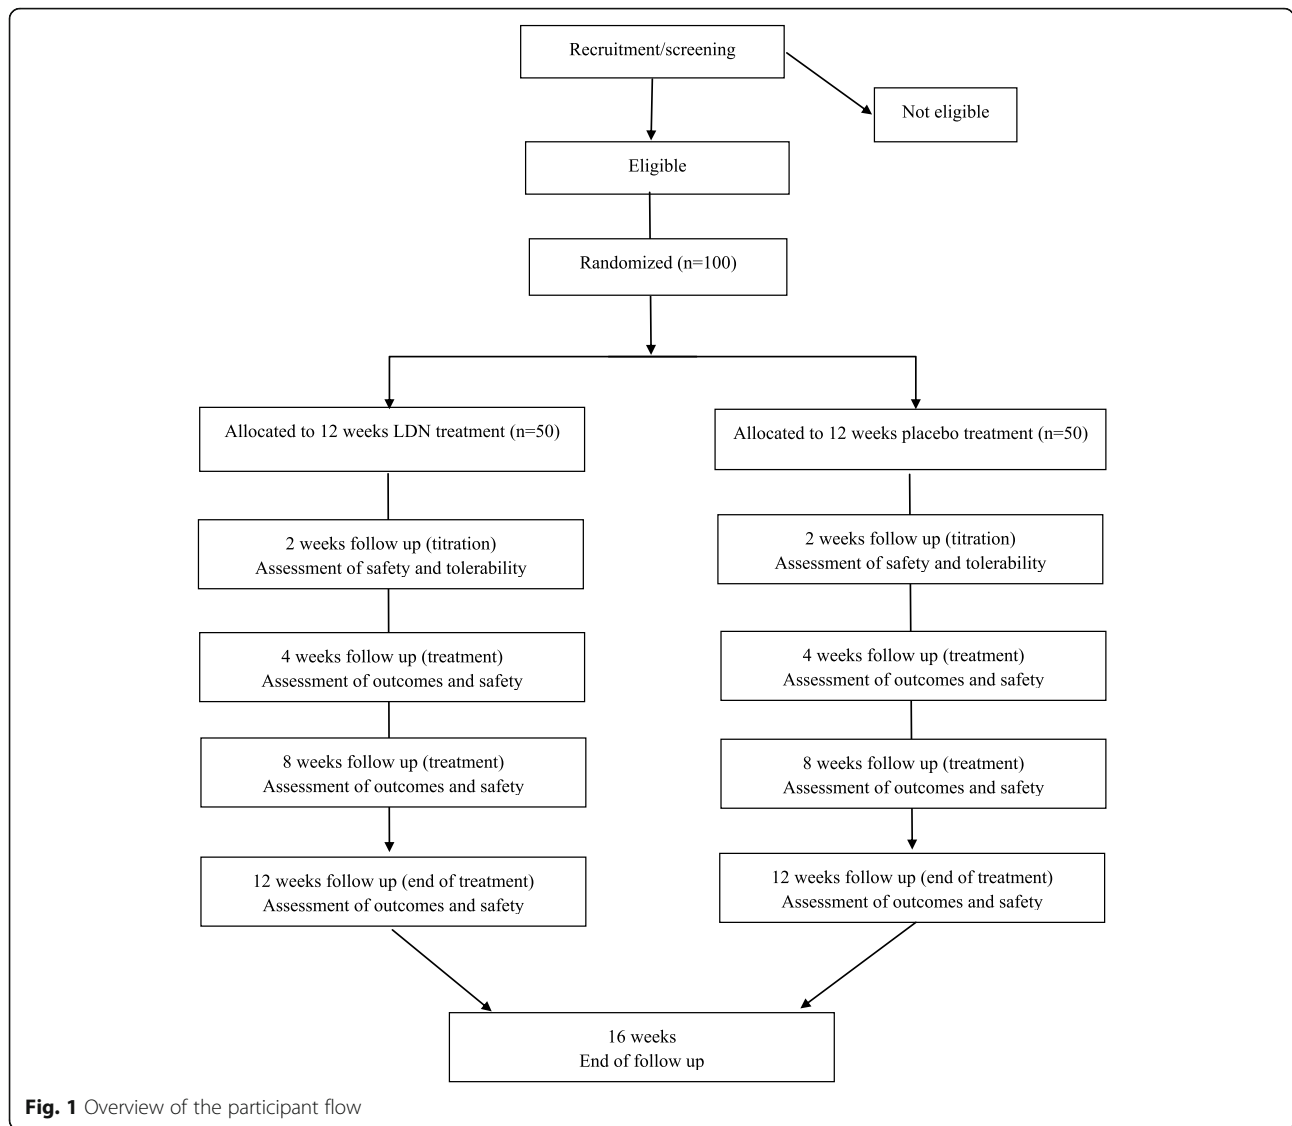 Recruitment/screening
Not eligible
Eligible
Randomized (n=100)
Allocated to 12 weeks LDN treatment (n=50)
Allocated to 12 weeks placebo treatment (n=50)
2 weeks follow up (titration)
Assessment of safety and tolerability
2 weeks follow up (titration)
Assessment of safety and tolerability
4 weeks follow up (treatment)
Assessment of outcomes and safety
4 weeks follow up (treatment)
Assessment of outcomes and safety
8 weeks follow up (treatment)
Assessment of outcomes and safety
8 weeks follow up (treatment)
Assessment of outcomes and safety
12 weeks follow up (end of treatment)
Assessment of outcomes and safety
12 weeks follow up (end of treatment)
Assessment of outcomes and safety
16 weeks
End of follow up
Fig. 1 Overview of the participant flow